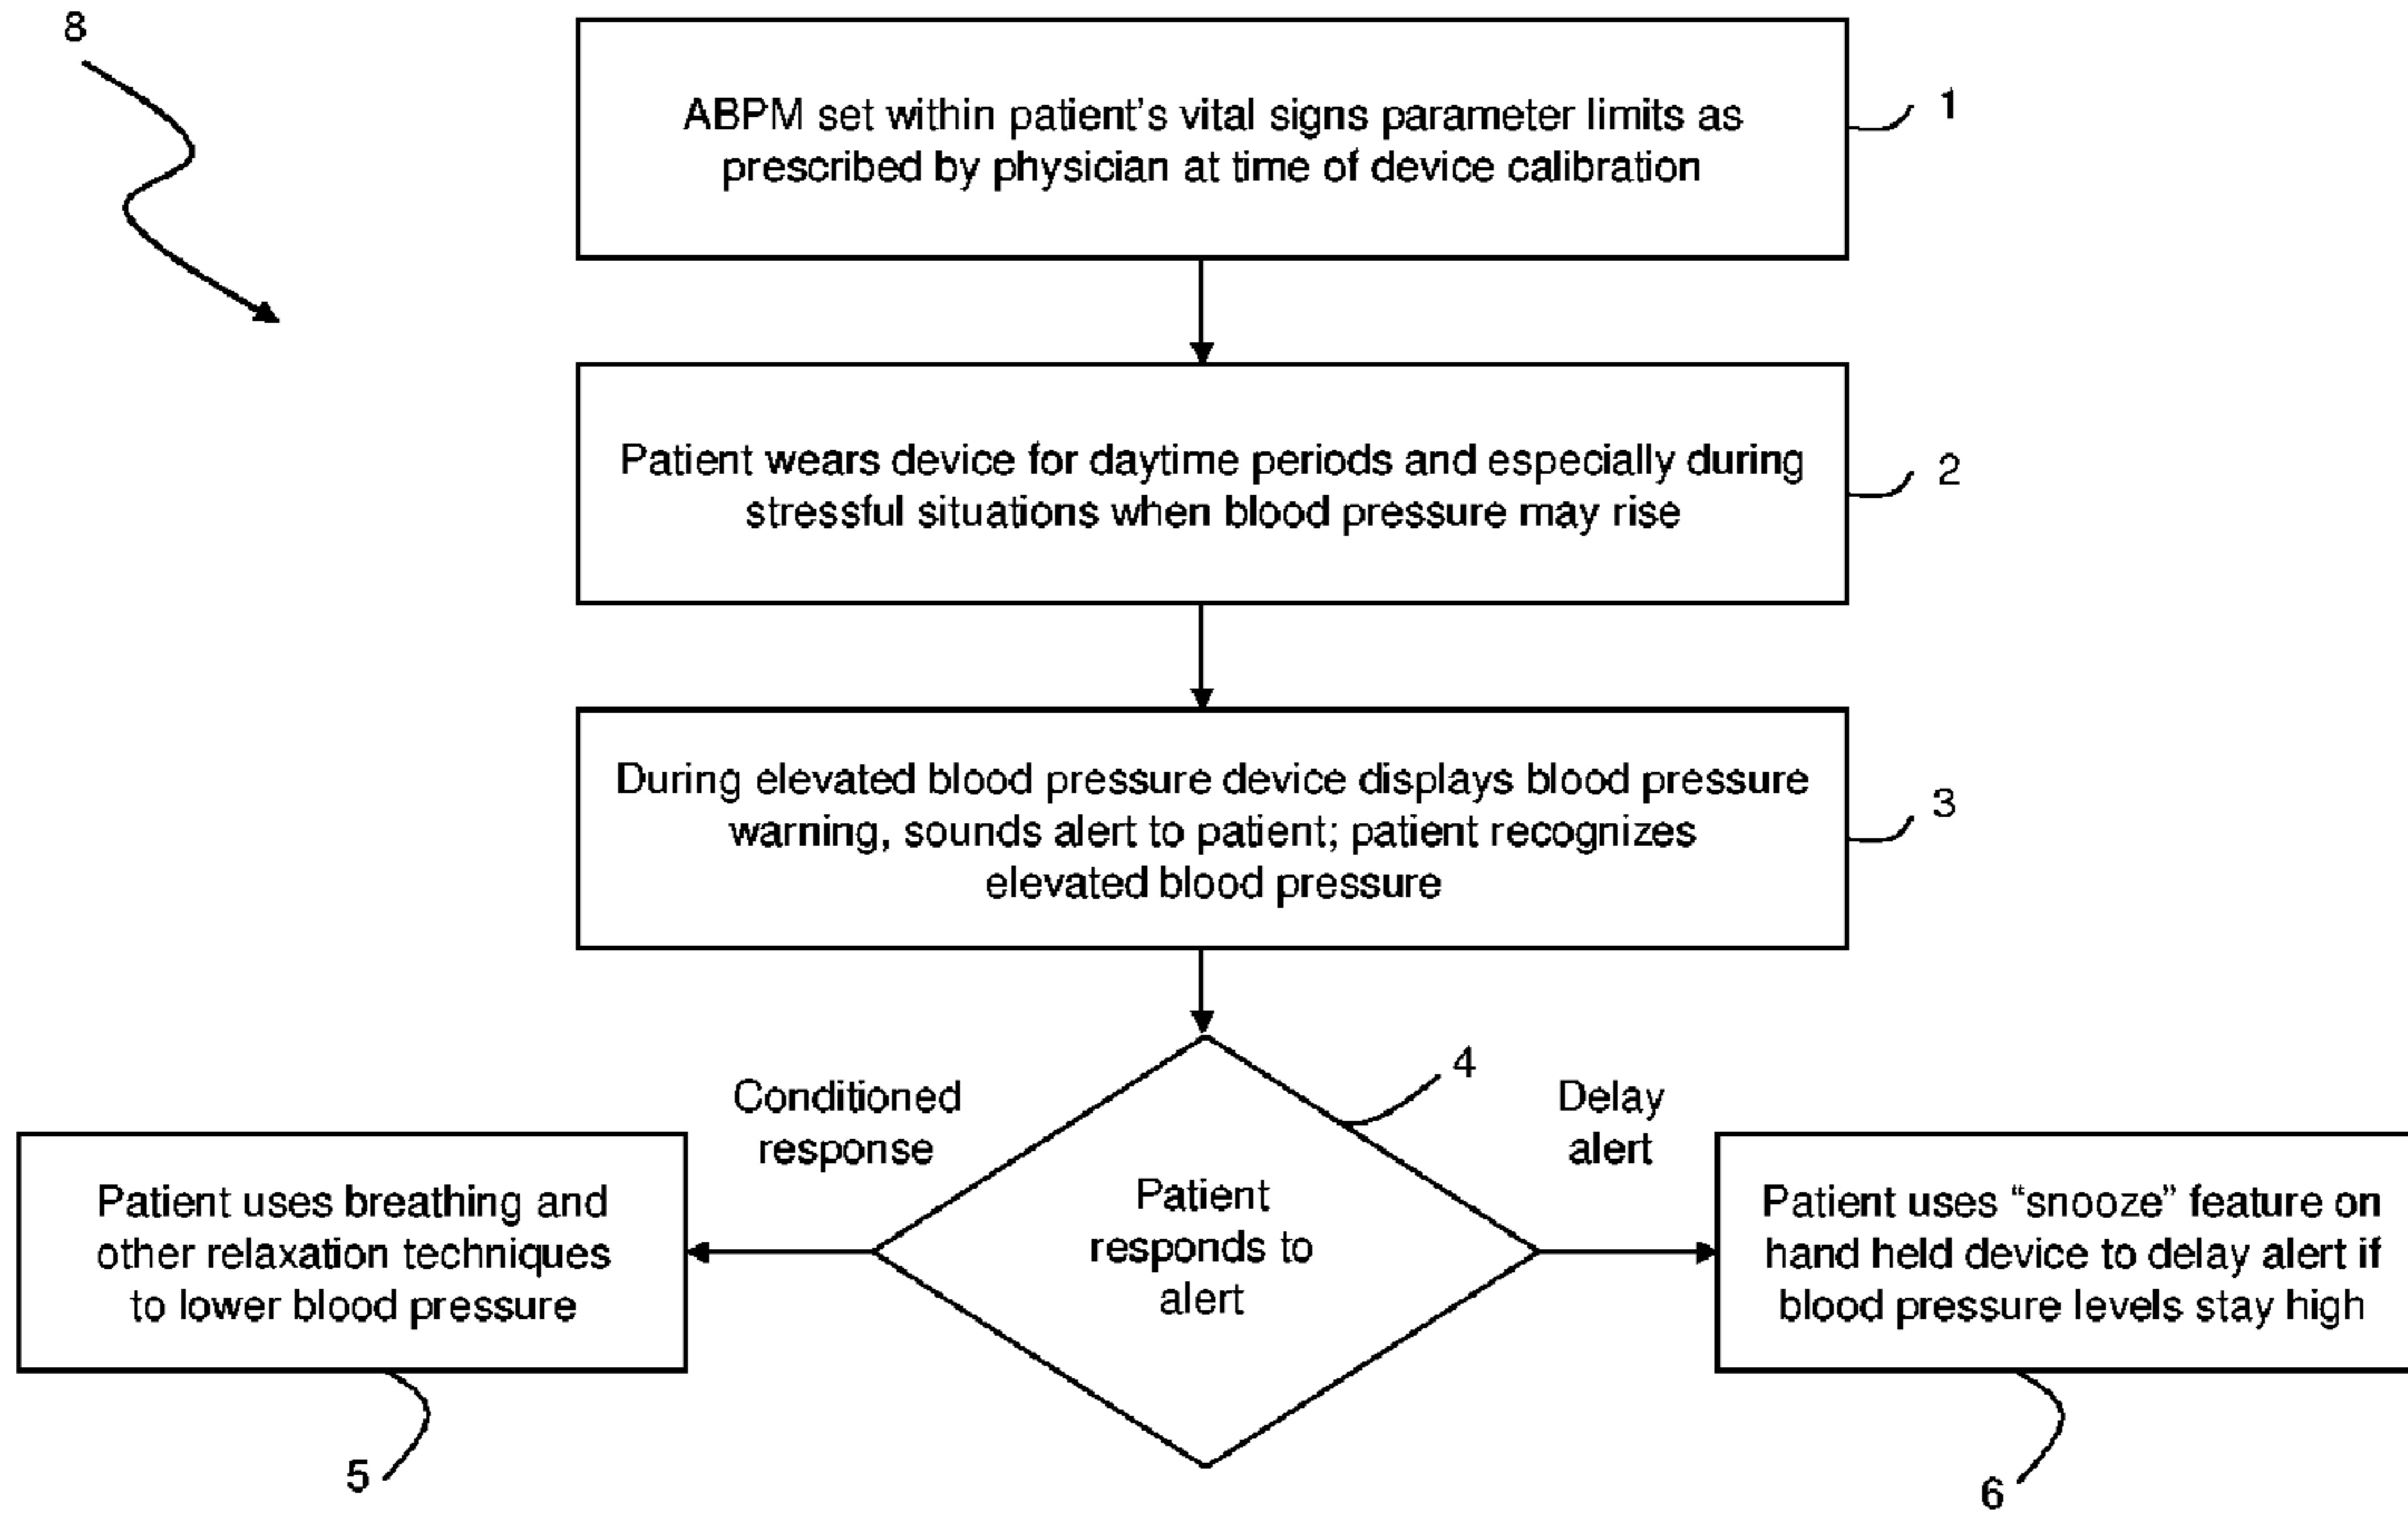 8
ABPM set within patient's vital signs parameter limits as
prescribed by physician at time of device calibration
1
Patient wears device for daytime periods and especially during
stressful situations when blood pressure may rise
2
During elevated blood pressure device displays blood pressure
warning, sounds alert to patient; patient recognizes
elevated blood pressure
3
4
Conditioned
response
Delay
alert
Patient
responds to
alert
Patient uses breathing and
other relaxation techniques
to lower blood pressure
Patient uses “snooze” feature on
hand held device to delay alert if
blood pressure levels stay high
5
6